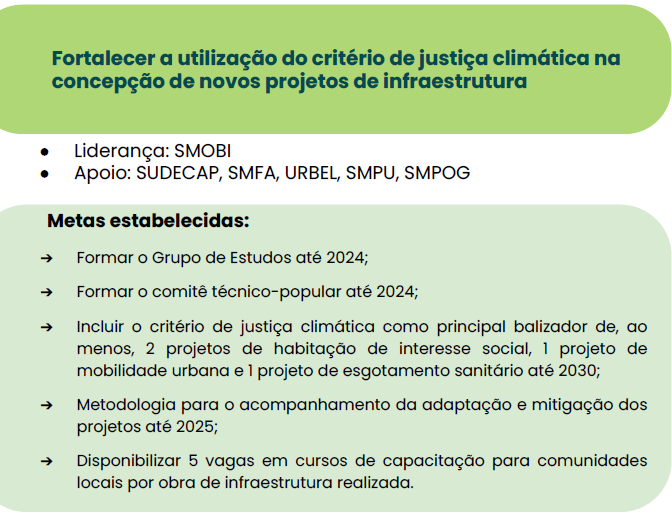 Fortalecer a utilização do critério de justiça climática na
concepção de novos projetos de infraestrutura
● Liderança: SMOBI
● Apoio: SUDECAP, SMFA, URBEL, SMPU, SMPOG
Metas estabelecidas:
➔ Formar o Grupo de Estudos até 2024;
➔ Formar o comitê técnico-popular até 2024;
➔ Incluir o critério de justiça climática como principal balizador de, ao
menos, 2 projetos de habitação de interesse social, 1 projeto de
mobilidade urbana e 1 projeto de esgotamento sanitário até 2030;
➔ Metodologia para o acompanhamento da adaptação e mitigação dos
projetos até 2025;
➔ Disponibilizar 5 vagas em cursos de capacitação para comunidades
locais por obra de infraestrutura realizada.